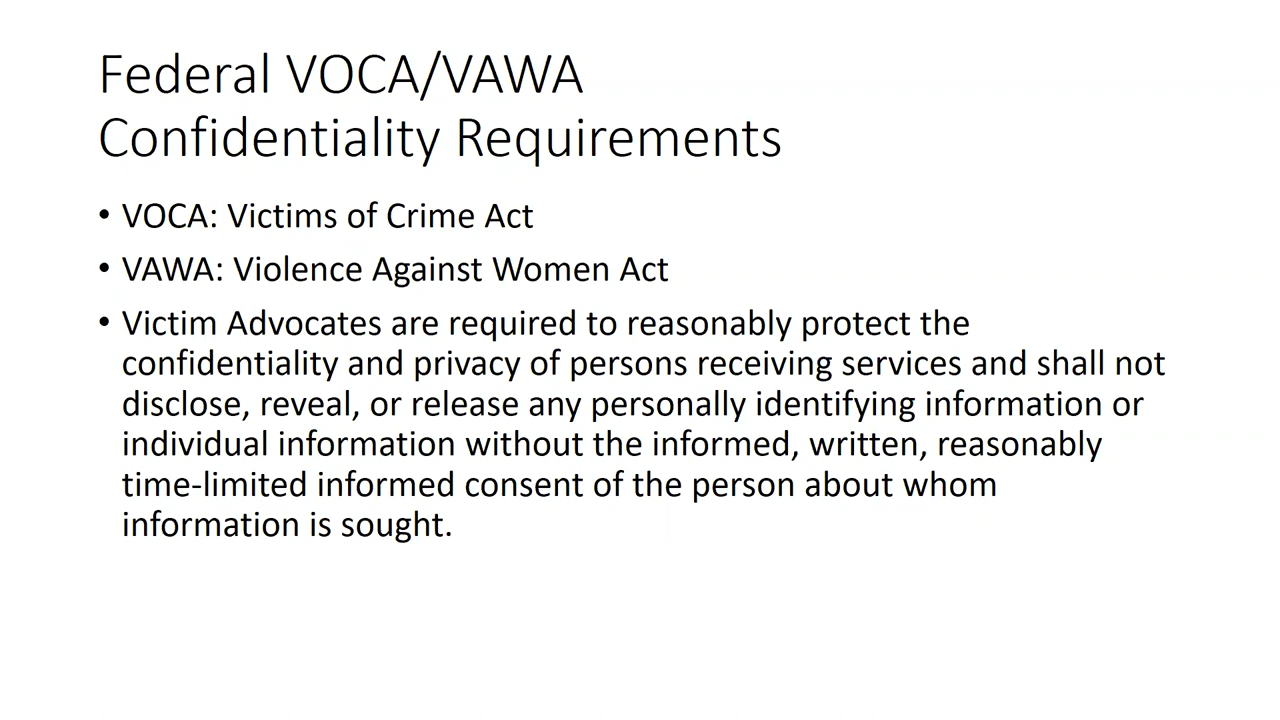 Federal VOCA/VAWA
Confidentiality Requirements
• VOCA: Victims of Crime Act
• VAWA: Violence Against Women Act
• Victim Advocates are required to reasonably protect the
confidentiality and privacy of persons receiving services and shall not
disclose, reveal, or release any personally identifying information or
individual information without the informed, written, reasonably
time-limited informed consent of the person about whom
information is sought.